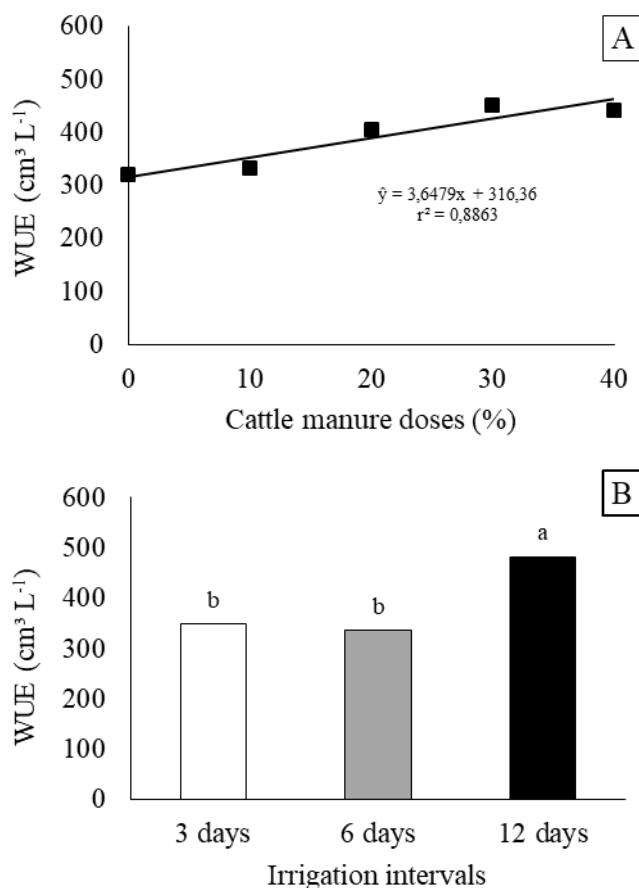 A
600
500
400
300
200
100
0
WUE (cm³ L⁻¹)
ŷ = 3,6479x + 316,36
r² = 0,8863
0 10 20 30 40
Cattle manure doses (%)
B
600
500
400
300
200
100
0
WUE (cm³ L⁻¹)
b b a
3 days 6 days 12 days
Irrigation intervals